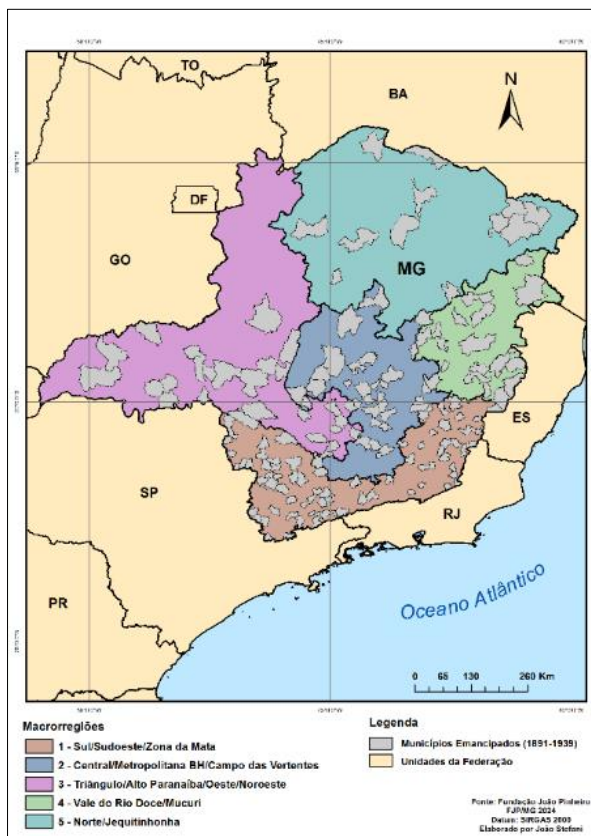 TO
BA
N
DF
GO
MG
ES
SP
RJ
PR
Oceano Atlântico
0 65 130 260 Km
Macrorregiões
1 - Sul/Sudoeste/Zona da Mata
2 - Central/Metropolitana BH/Campo das Vertentes
3 - Triângulo/Alto Paranaíba/Oeste/Noroeste
4 - Vale do Rio Doce/Mucuri
5 - Norte/Jequitinhonha
Legenda
Municípios Emancipados (1891-1939)
Unidades da Federação
Fonte: Fundação João Pinheiro
FJP/MG 2024
Datum: SIRGAS 2000
Elaborado por João Stefani